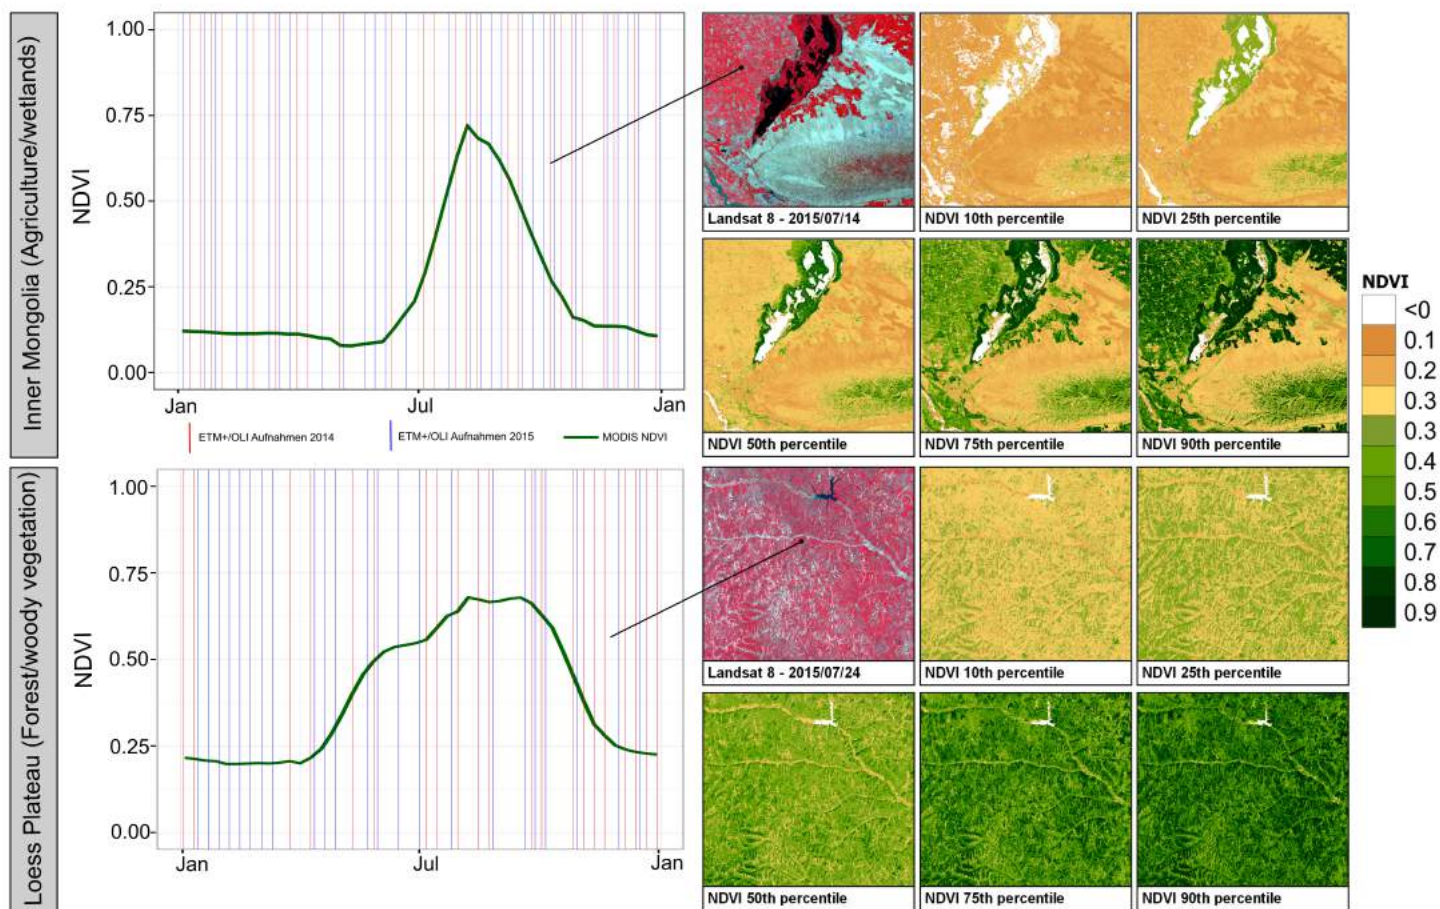 Inner Mongolia (Agriculture/wetlands)
NDVI
1.00
0.75
0.50
0.25
0.00
Jan
Jul
Jan
ETM+/OLI Aufnahmen 2014
ETM+/OLI Aufnahmen 2015
MODIS NDVI
Landsat 8 - 2015/07/14
NDVI 10th percentile
NDVI 25th percentile
NDVI 50th percentile
NDVI 75th percentile
NDVI 90th percentile
NDVI
<0
0.1
0.2
0.3
0.3
0.4
0.5
0.6
0.7
0.8
0.9
Loess Plateau (Forest/woody vegetation)
NDVI
1.00
0.75
0.50
0.25
0.00
Jan
Jul
Jan
Landsat 8 - 2015/07/24
NDVI 10th percentile
NDVI 25th percentile
NDVI 50th percentile
NDVI 75th percentile
NDVI 90th percentile